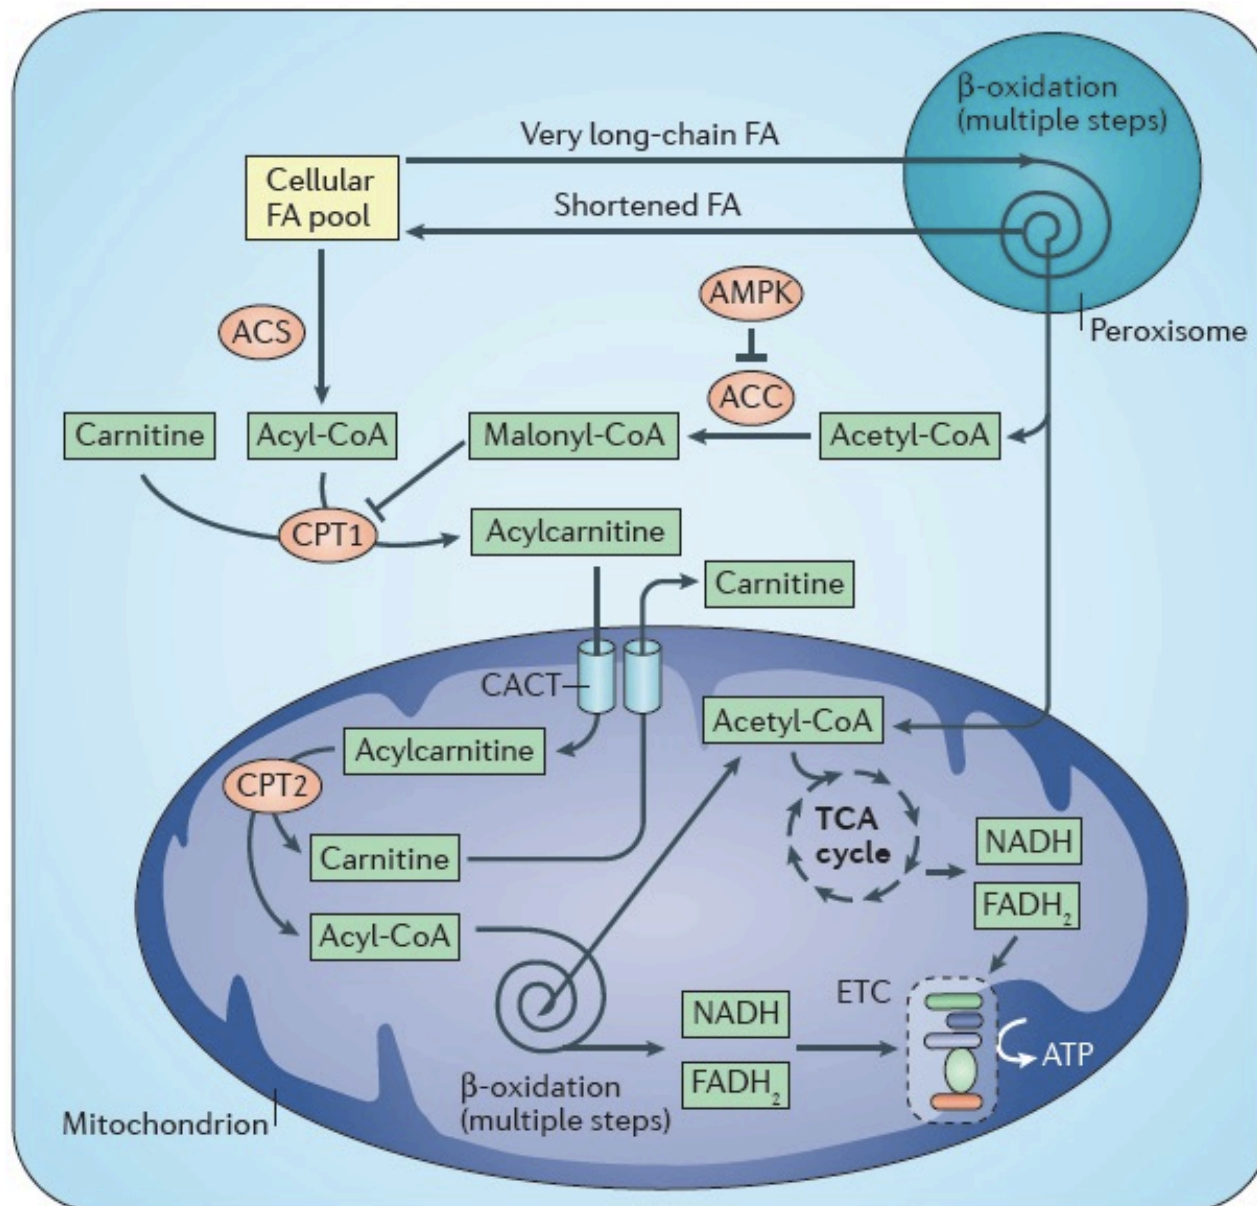 β-oxidation
(multiple steps)
Very long-chain FA
Cellular
FA pool
Shortened FA
AMPK
Peroxisome
ACS
ACC
Carnitine
Acyl-CoA
Malonyl-CoA
Acetyl-CoA
CPT1
Acylcarnitine
Carnitine
CACT
Acetyl-CoA
Acylcarnitine
CPT2
TCA
cycle
NADH
Carnitine
FADH₂
Acyl-CoA
ETC
NADH
ATP
FADH₂
β-oxidation
(multiple steps)
Mitochondrion